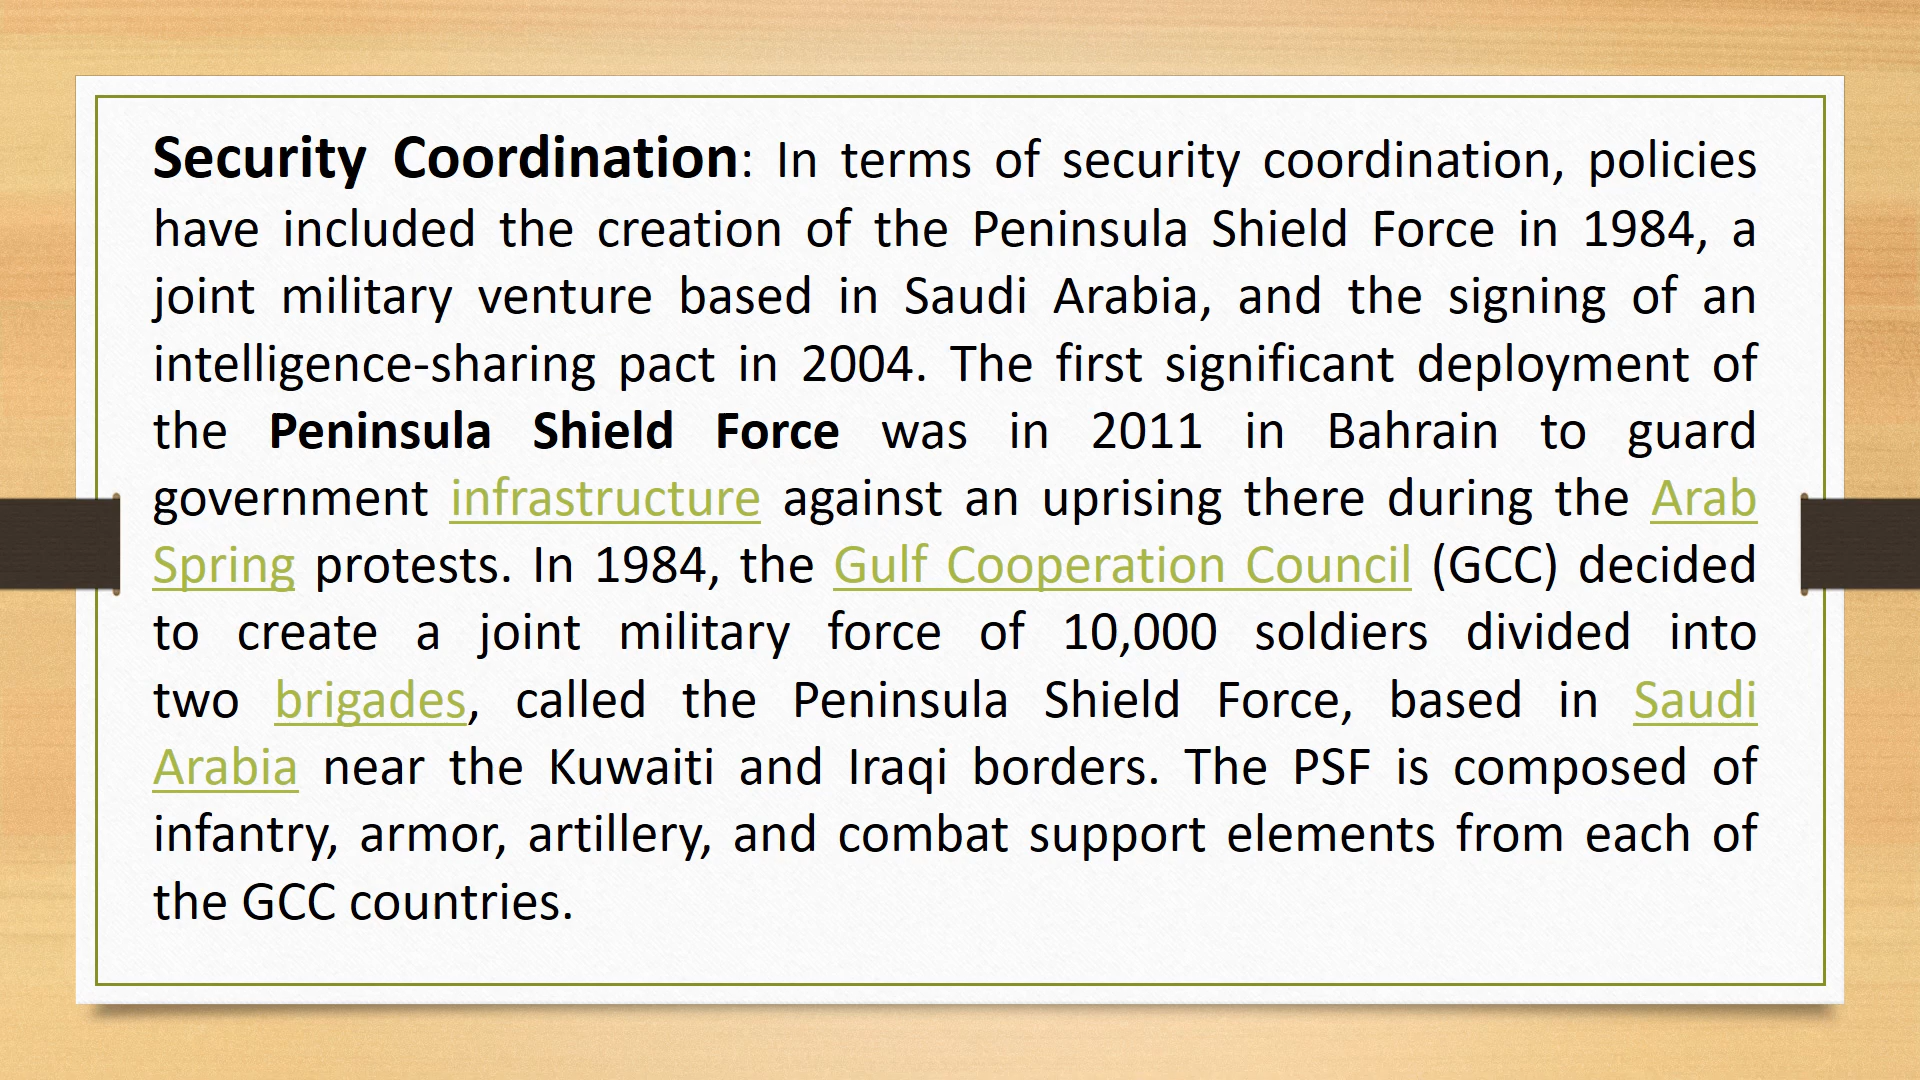 Security Coordination: In terms of security coordination, policies
have included the creation of the Peninsula Shield Force in 1984, a
joint military venture based in Saudi Arabia, and the signing of an
intelligence-sharing pact in 2004. The first significant deployment of
the Peninsula Shield Force was in 2011 in Bahrain to guard
government infrastructure against an uprising there during the Arab
Spring protests. In 1984, the Gulf Cooperation Council (GCC) decided
to create a joint military force of 10,000 soldiers divided into
two brigades, called the Peninsula Shield Force, based in Saudi
Arabia near the Kuwaiti and Iraqi borders. The PSF is composed of
infantry, armor, artillery, and combat support elements from each of
the GCC countries.